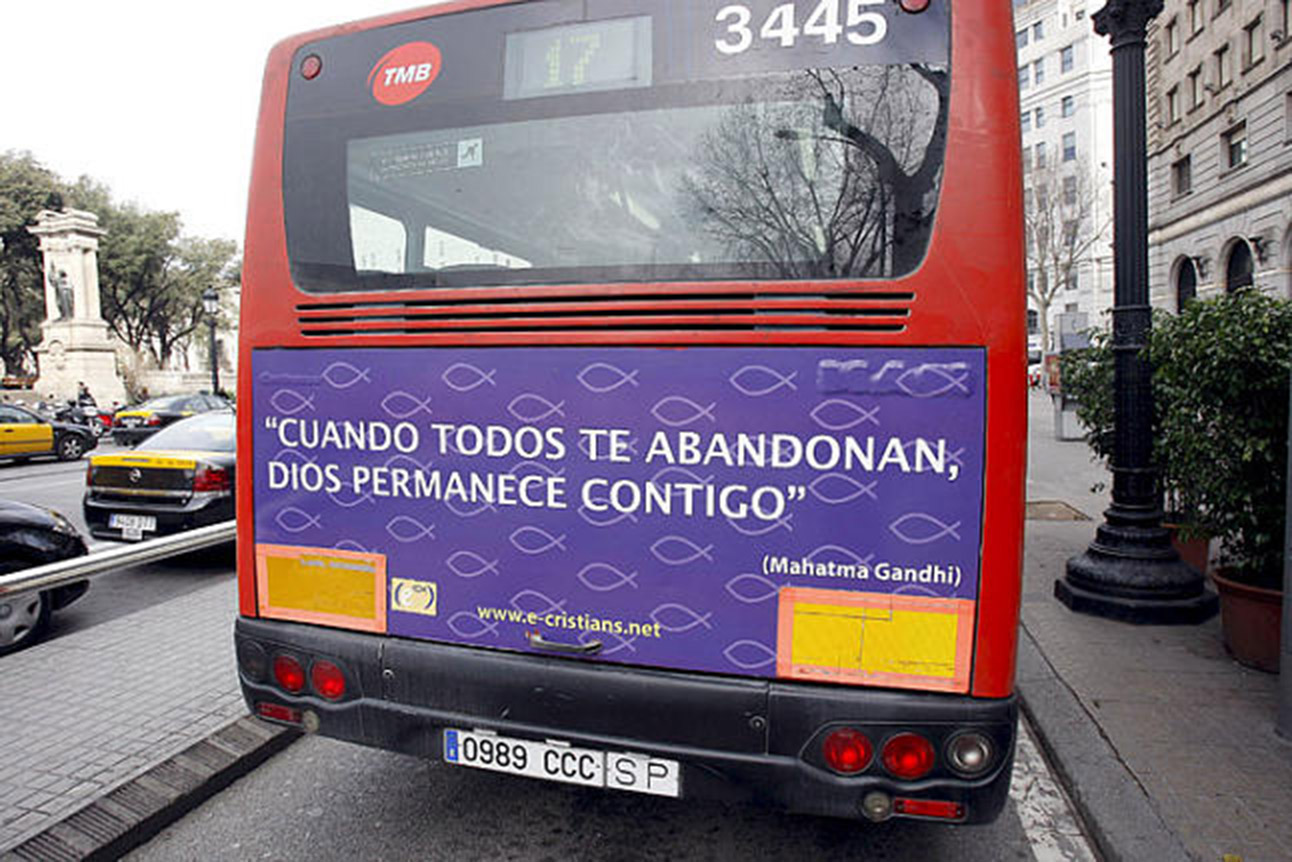 TMB
17
3445
“CUANDO TODOS TE ABANDONAN,
DIOS PERMANECE CONTIGO”
(Mahatma Gandhi)
www.e-cristians.net
0989 CCC SP